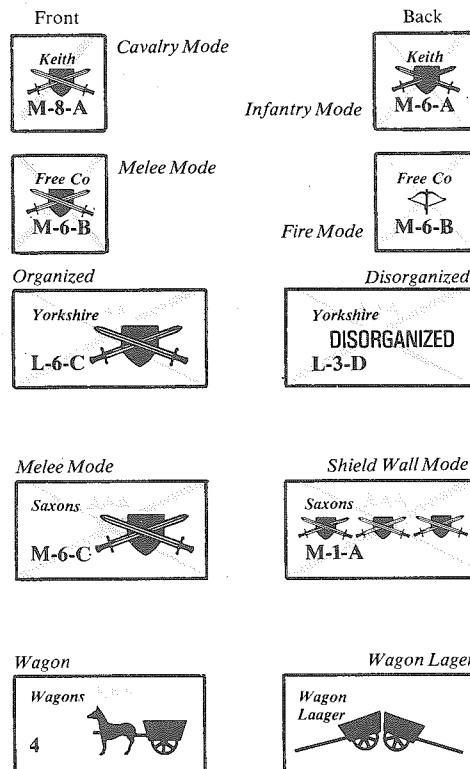 Front
Back
Cavalry Mode
Keith
M-8-A
Infantry Mode
Keith
M-6-A
Melee Mode
Free Co
M-6-B
Fire Mode
Free Co
M-6-B
Organized
Yorkshire
L-6-C
Disorganized
Yorkshire
DISORGANIZED
L-3-D
Melee Mode
Saxons
M-6-C
Shield Wall Mode
Saxons
M-1-A
Wagon
Wagons
4
Wagon Lager
Wagon
Laager